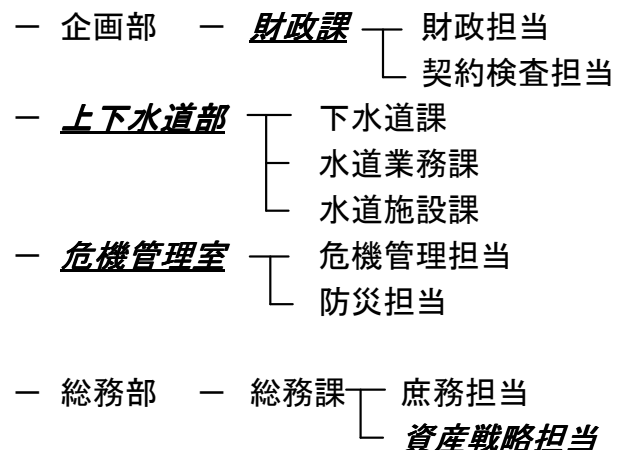 ― 企画部 ― 財政課 財政担当
契約検査担当
― 上下水道部 下水道課
水道業務課
水道施設課
― 危機管理室 危機管理担当
防災担当
― 総務部 ― 総務課 庶務担当
資産戦略担当